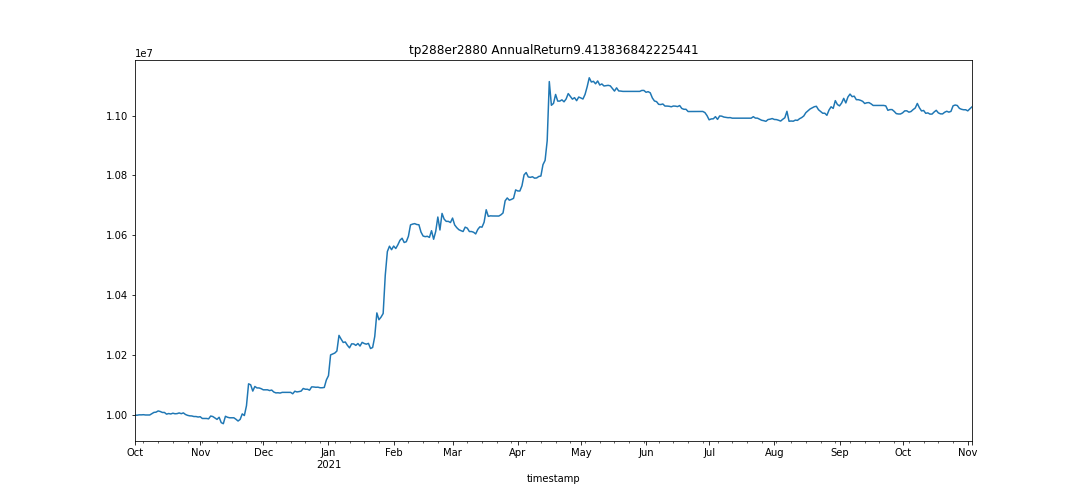 tp288er2880 AnnualReturn9.413836842225441
1e7
1.10
1.08
1.06
1.04
1.02
1.00
Oct Nov Dec Jan Feb Mar Apr May Jun Jul Aug Sep Oct Nov
2021
timestamp